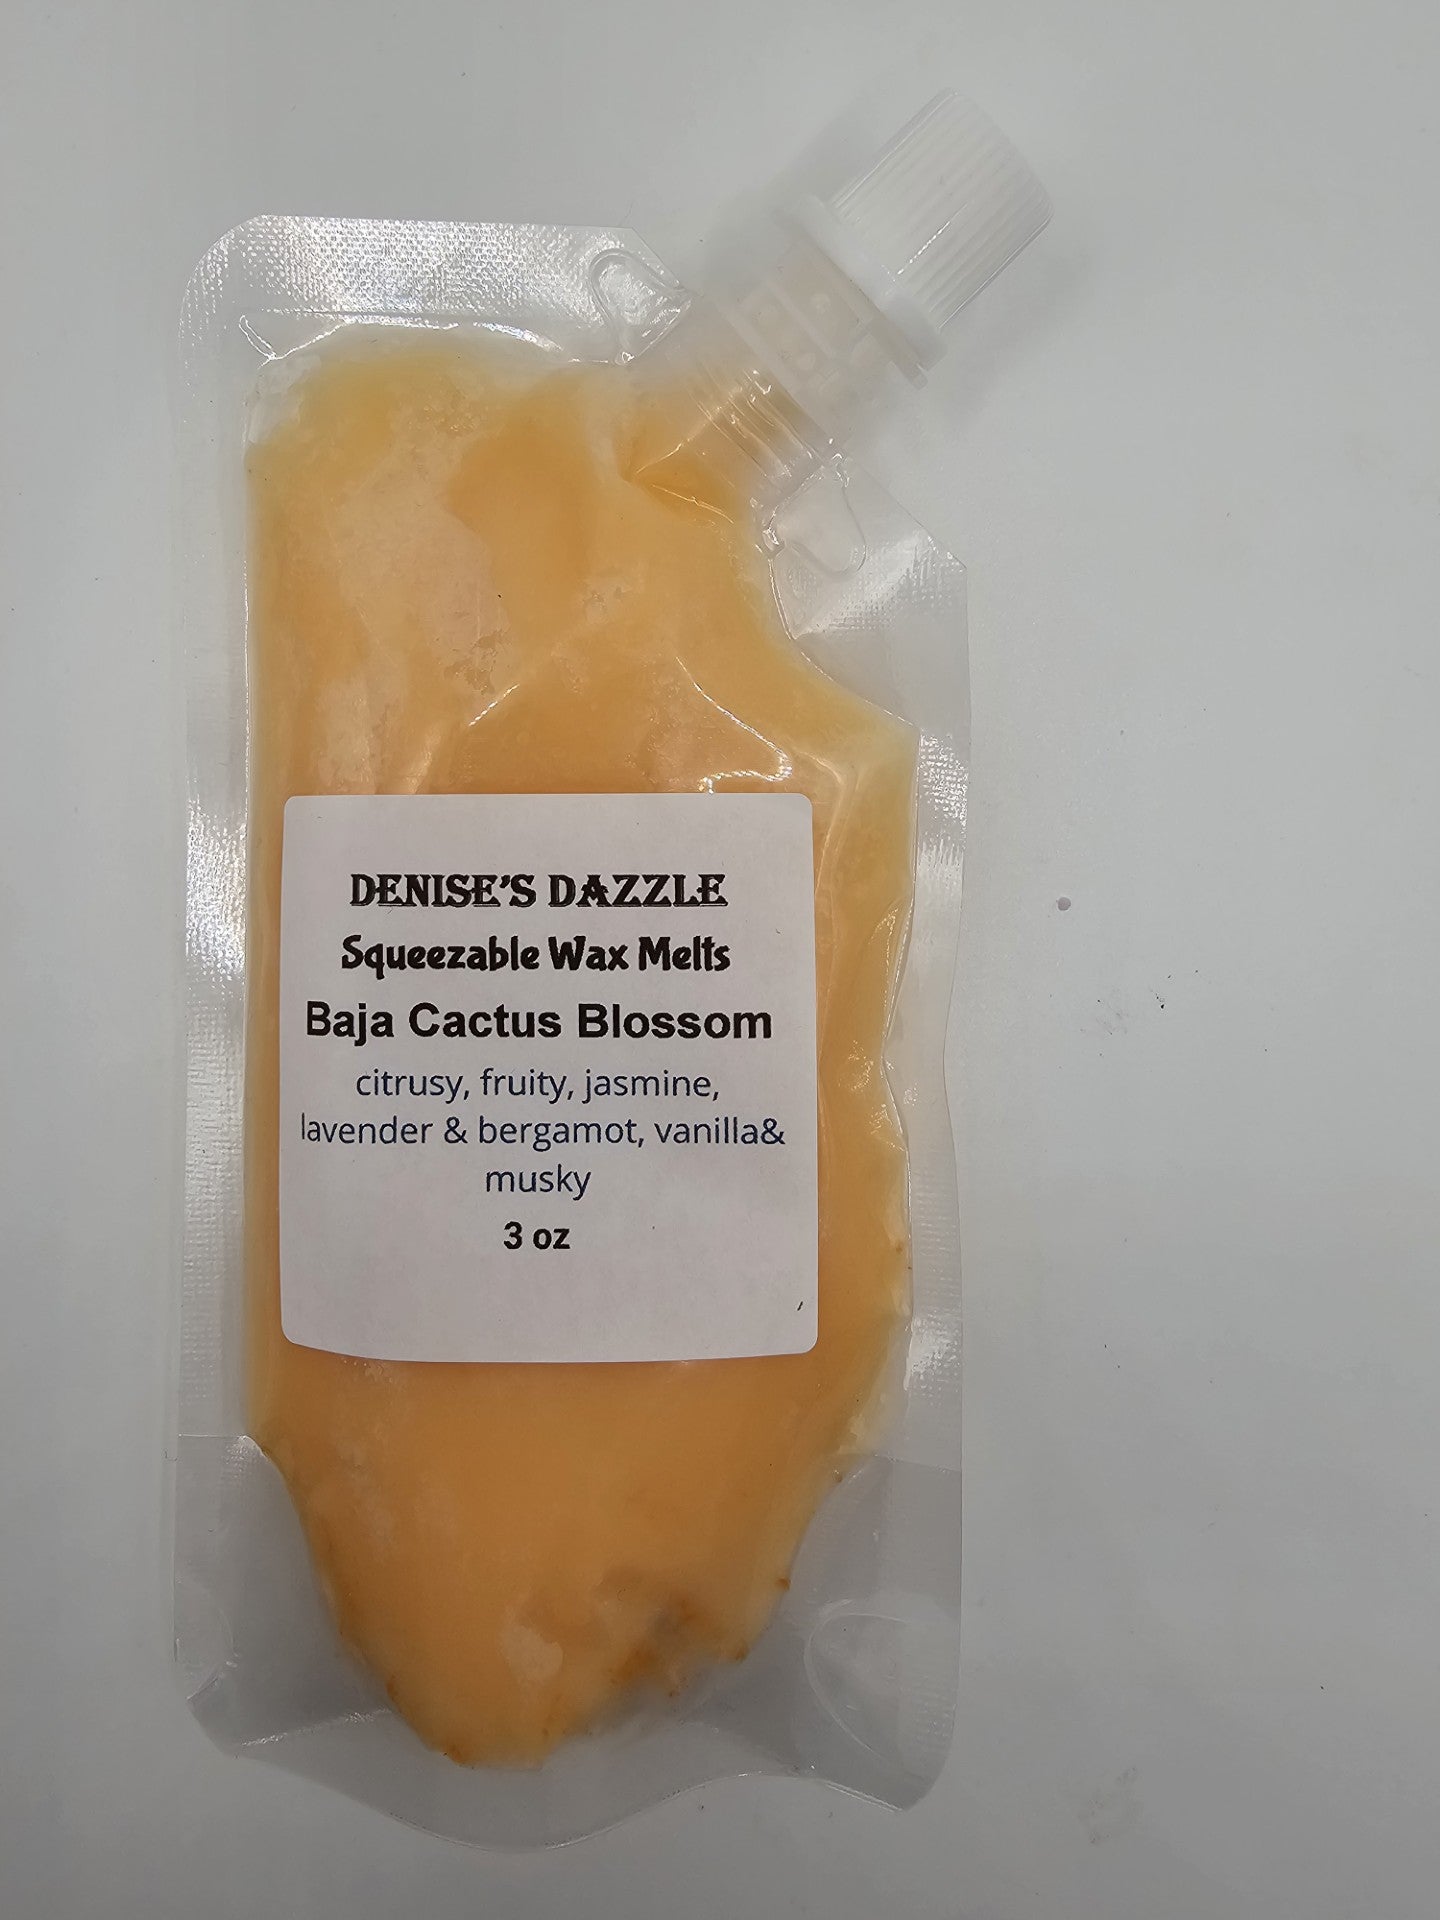 DENISE'S DAZZLE
Squeezable Wax Melts
Baja Cactus Blossom
citrusy, fruity, jasmine,
lavender & bergamot, vanilla&
musky
3 oz